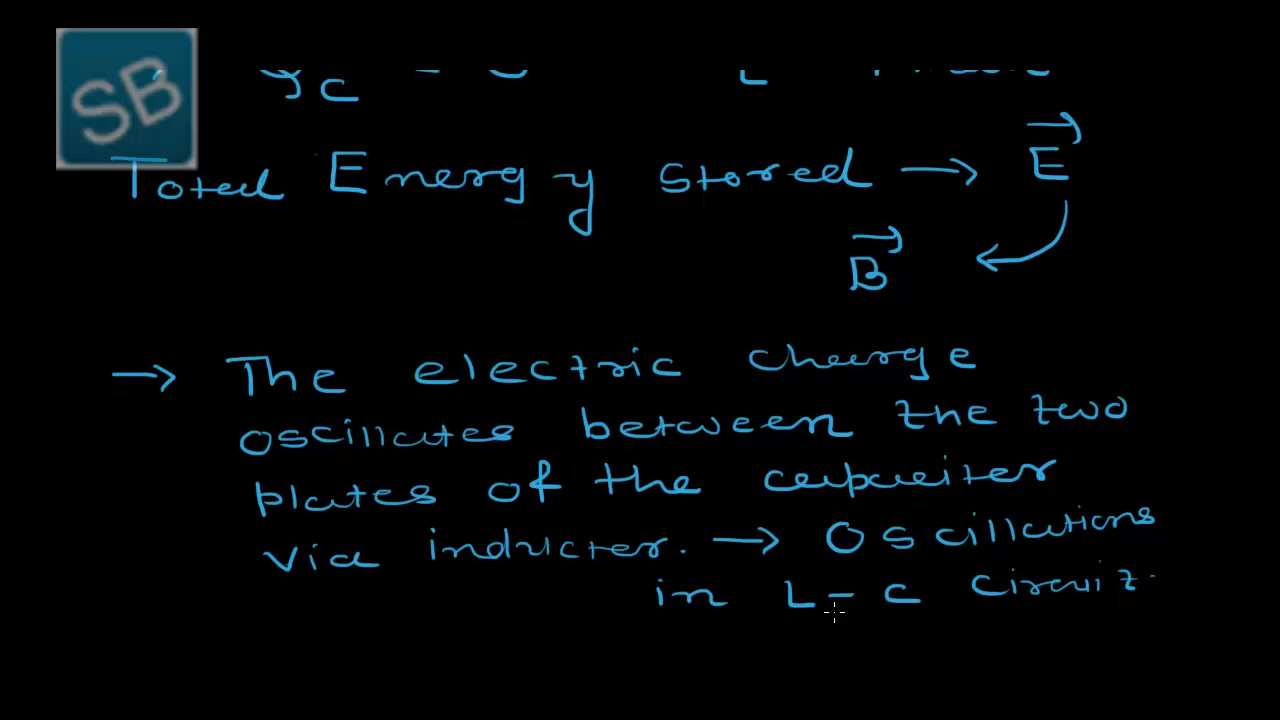 SB
C
L
Total Energy stored → E
B
→ The electric charge
oscillates between the two
plates of the capacitor
via inductor. → Oscillations
in L-C circuit.